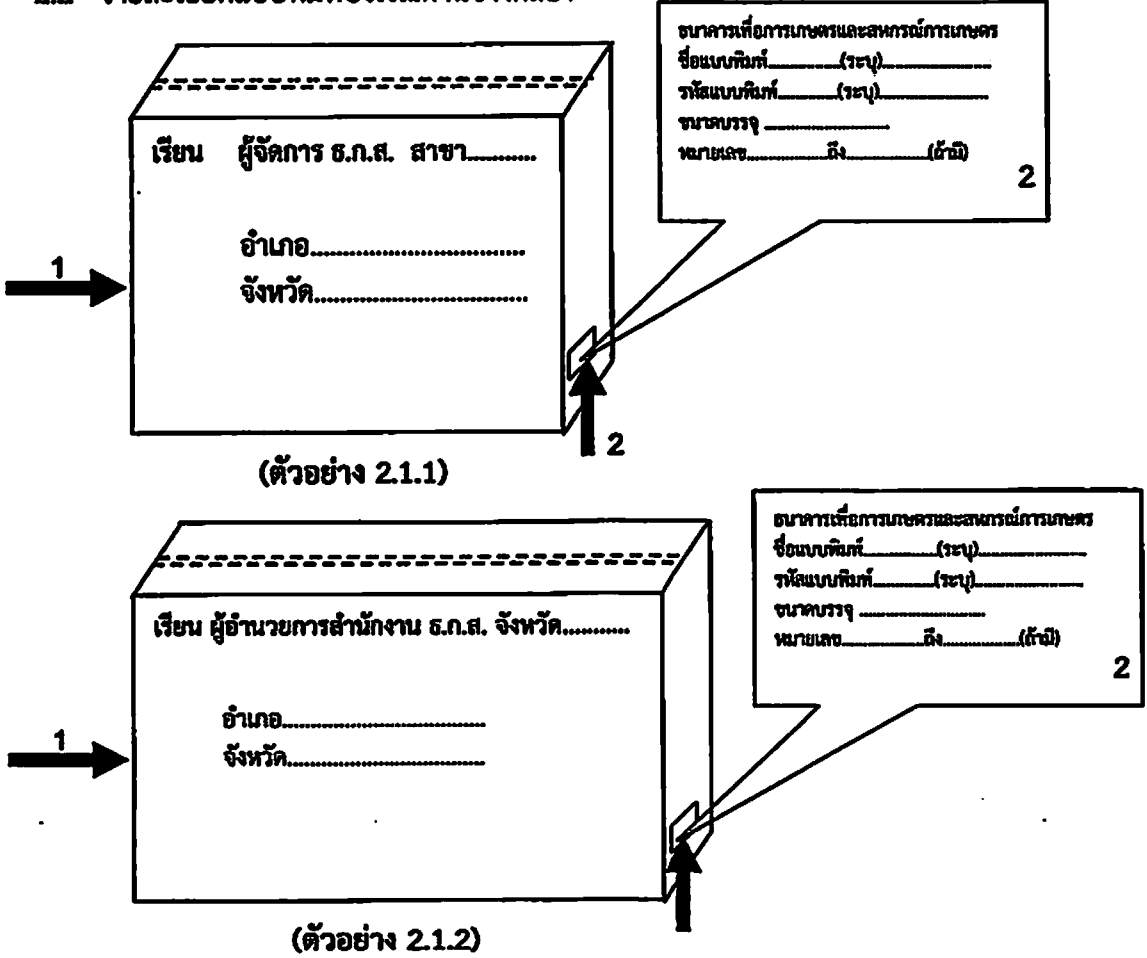 เรียน ผู้จัดการ ธ.ก.ส. สาขา...........
อำเภอ.................................
จังหวัด.................................
1
2
ธนาคารเพื่อการเกษตรและสหกรณ์การเกษตร
ชื่อแบบพิมพ์................(ระบุ)........................
รหัสแบบพิมพ์.............(ระบุ)........................
ขนาดบรรจุ ............................
หมายเลข.................ถึง.................(ถ้ามี)
2
(ตัวอย่าง 2.1.1)
เรียน ผู้อำนวยการสำนักงาน ธ.ก.ส. จังหวัด...........
อำเภอ.................................
จังหวัด.................................
1
ธนาคารเพื่อการเกษตรและสหกรณ์การเกษตร
ชื่อแบบพิมพ์................(ระบุ)........................
รหัสแบบพิมพ์.............(ระบุ)........................
ขนาดบรรจุ ............................
หมายเลข.................ถึง.................(ถ้ามี)
2
(ตัวอย่าง 2.1.2)